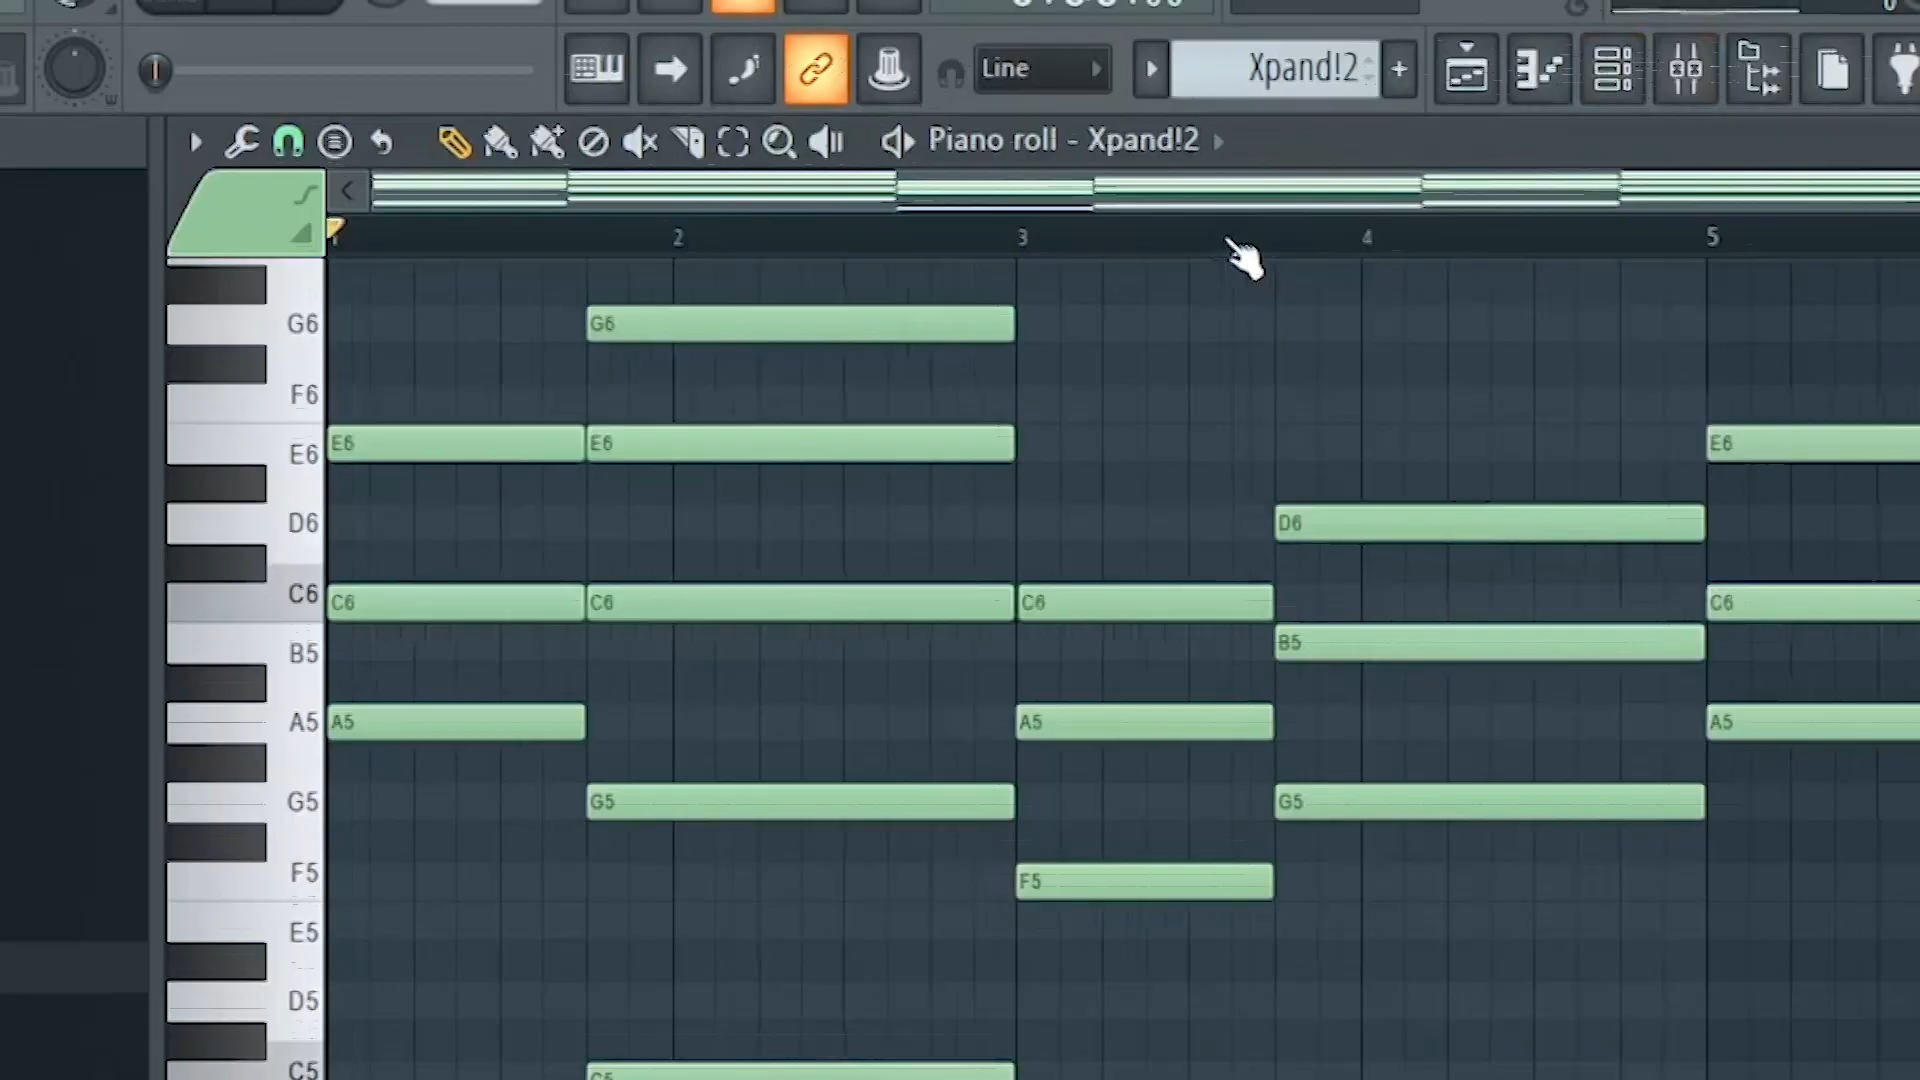 Line
Xpand!2
+
Piano roll - Xpand!2
2 3 4 5
G6 G6
F6
E6 E6 E6 E6
D6 D6
C6 C6 C6 C6 C6
B5 B5
A5 A5 A5 A5
G5 G5 G5
F5 F5
E5
D5
C5 C5